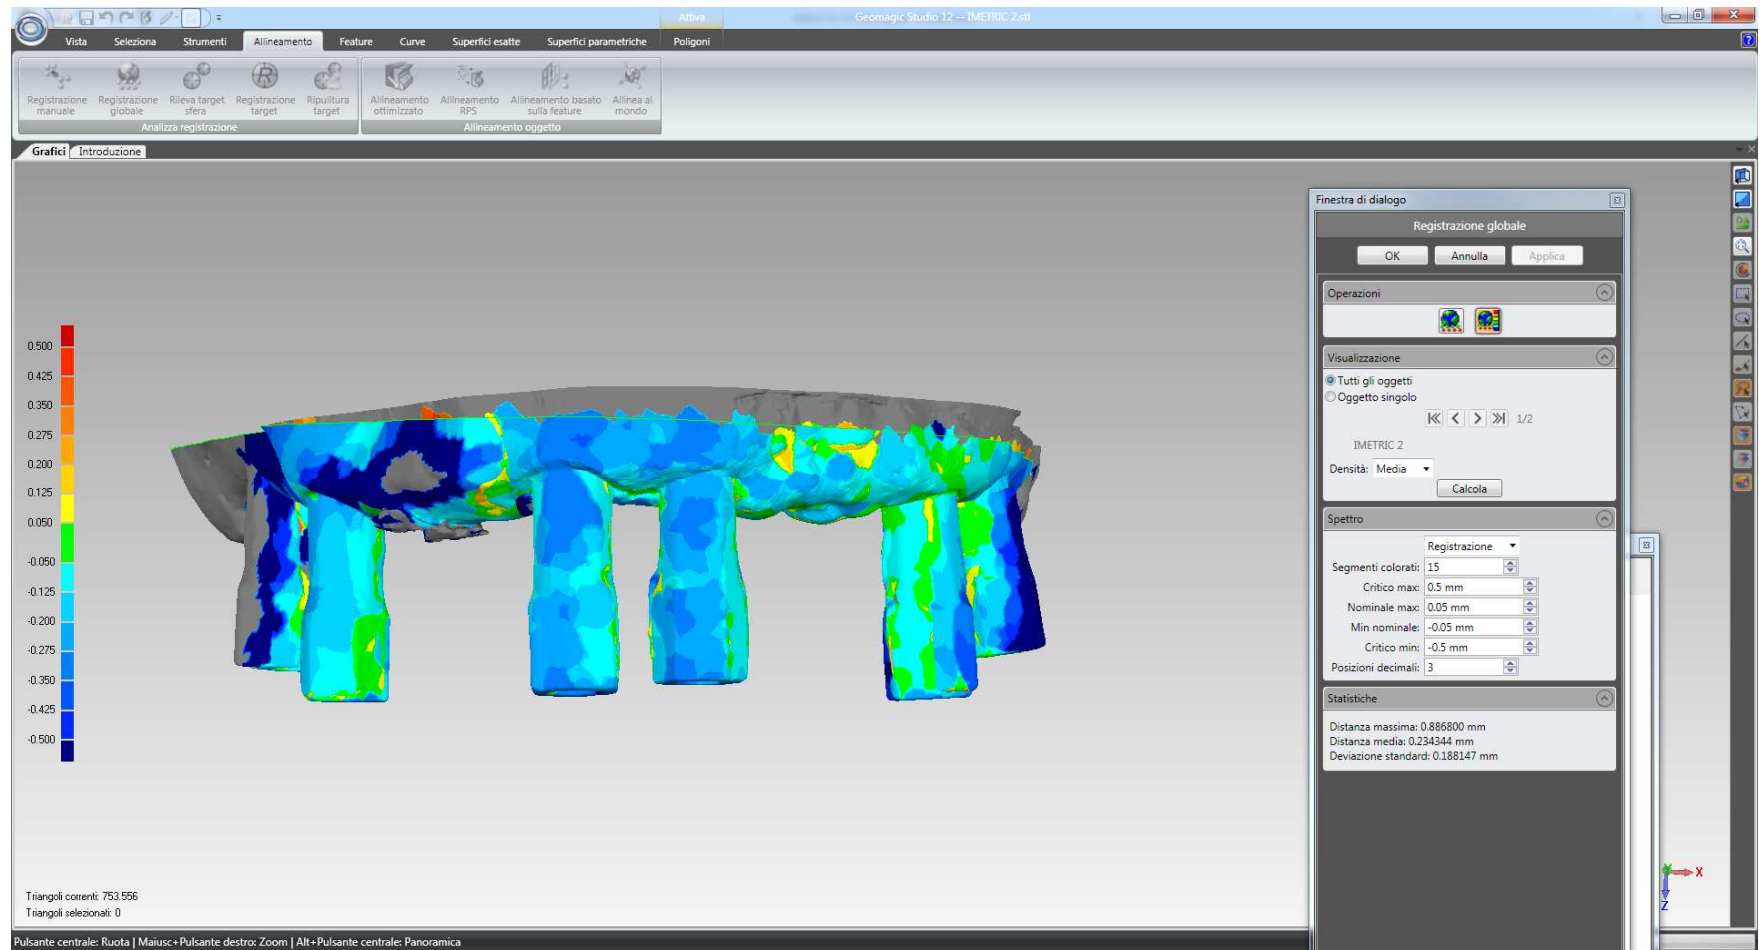 Attiva
Geomagic Studio 12 -- IMETRIC 2.stl
Vista Seleziona Strumenti Allineamento Feature Curve Superfici esatte Superfici parametriche Poligoni
Registrazione manuale
Registrazione globale
Rileva target sfera
Registrazione target
Ripulitura target
Allineamento ottimizzato
Allineamento RPS
Allineamento basato sulla feature
Allinea al mondo
Analizza registrazione
Allineamento oggetto
Grafici Introduzione
0.500
0.425
0.350
0.275
0.200
0.125
0.050
-0.050
-0.125
-0.200
-0.275
-0.350
-0.425
-0.500
Finestra di dialogo
Registrazione globale
OK Annulla Applica
Operazioni
Visualizzazione
Tutti gli oggetti
Oggetto singolo
1/2
IMETRIC 2
Densità: Media
Calcola
Spettro
Registrazione
Segmenti colorati: 15
Critico max: 0.5 mm
Nominale max: 0.05 mm
Min nominale: -0.05 mm
Critico min: -0.5 mm
Posizioni decimali: 3
Statistiche
Distanza massima: 0.886800 mm
Distanza media: 0.234344 mm
Deviazione standard: 0.188147 mm
Y
X
Z
Triangoli correnti: 753.556
Triangoli selezionati: 0
Pulsante centrale: Ruota | Maiusc+Pulsante destro: Zoom | Alt+Pulsante centrale: Panoramica